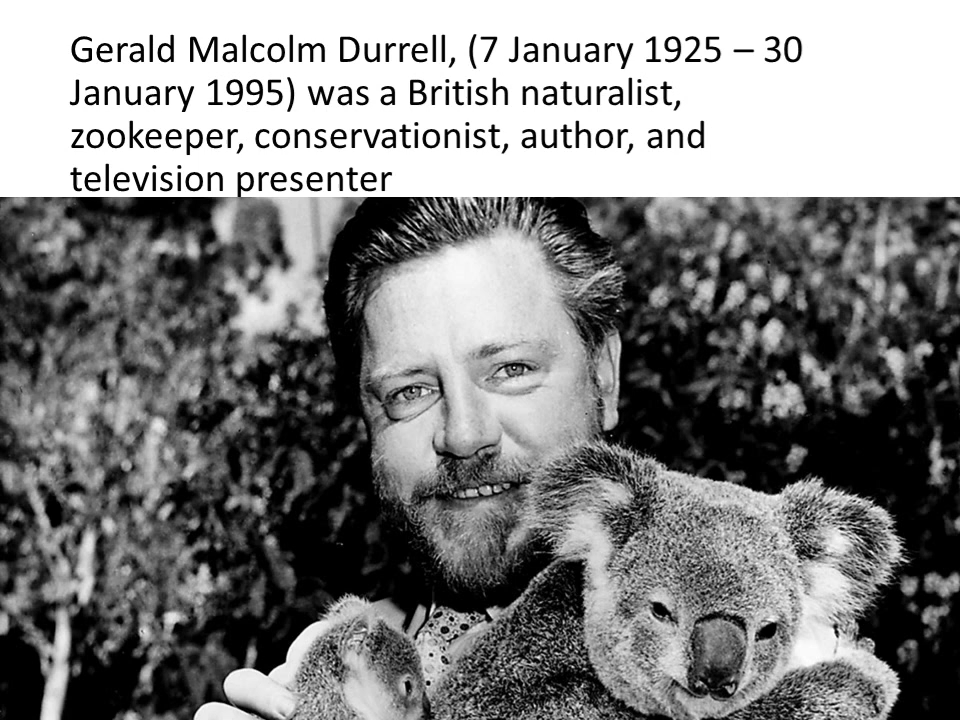 Gerald Malcolm Durrell, (7 January 1925 – 30
January 1995) was a British naturalist,
zookeeper, conservationist, author, and
television presenter